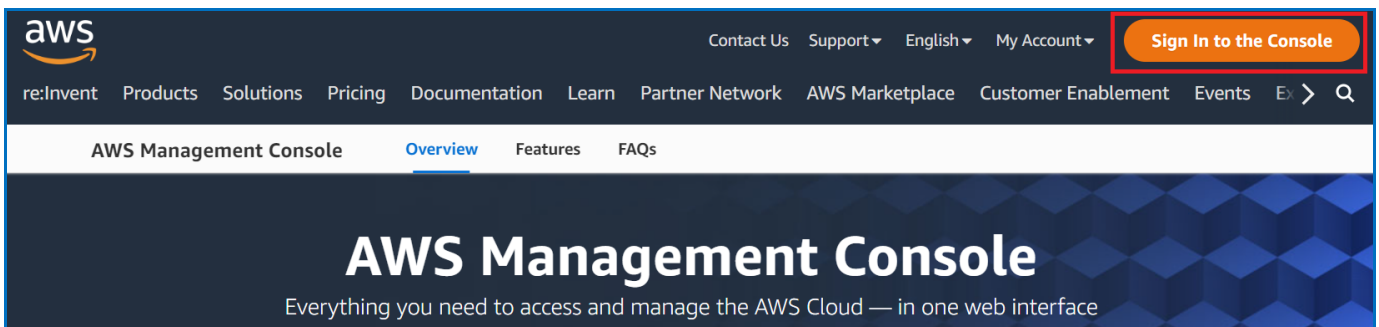 aws
Contact Us Support English My Account Sign In to the Console
re:Invent Products Solutions Pricing Documentation Learn Partner Network AWS Marketplace Customer Enablement Events
AWS Management Console Overview Features FAQs
AWS Management Console
Everything you need to access and manage the AWS Cloud — in one web interface